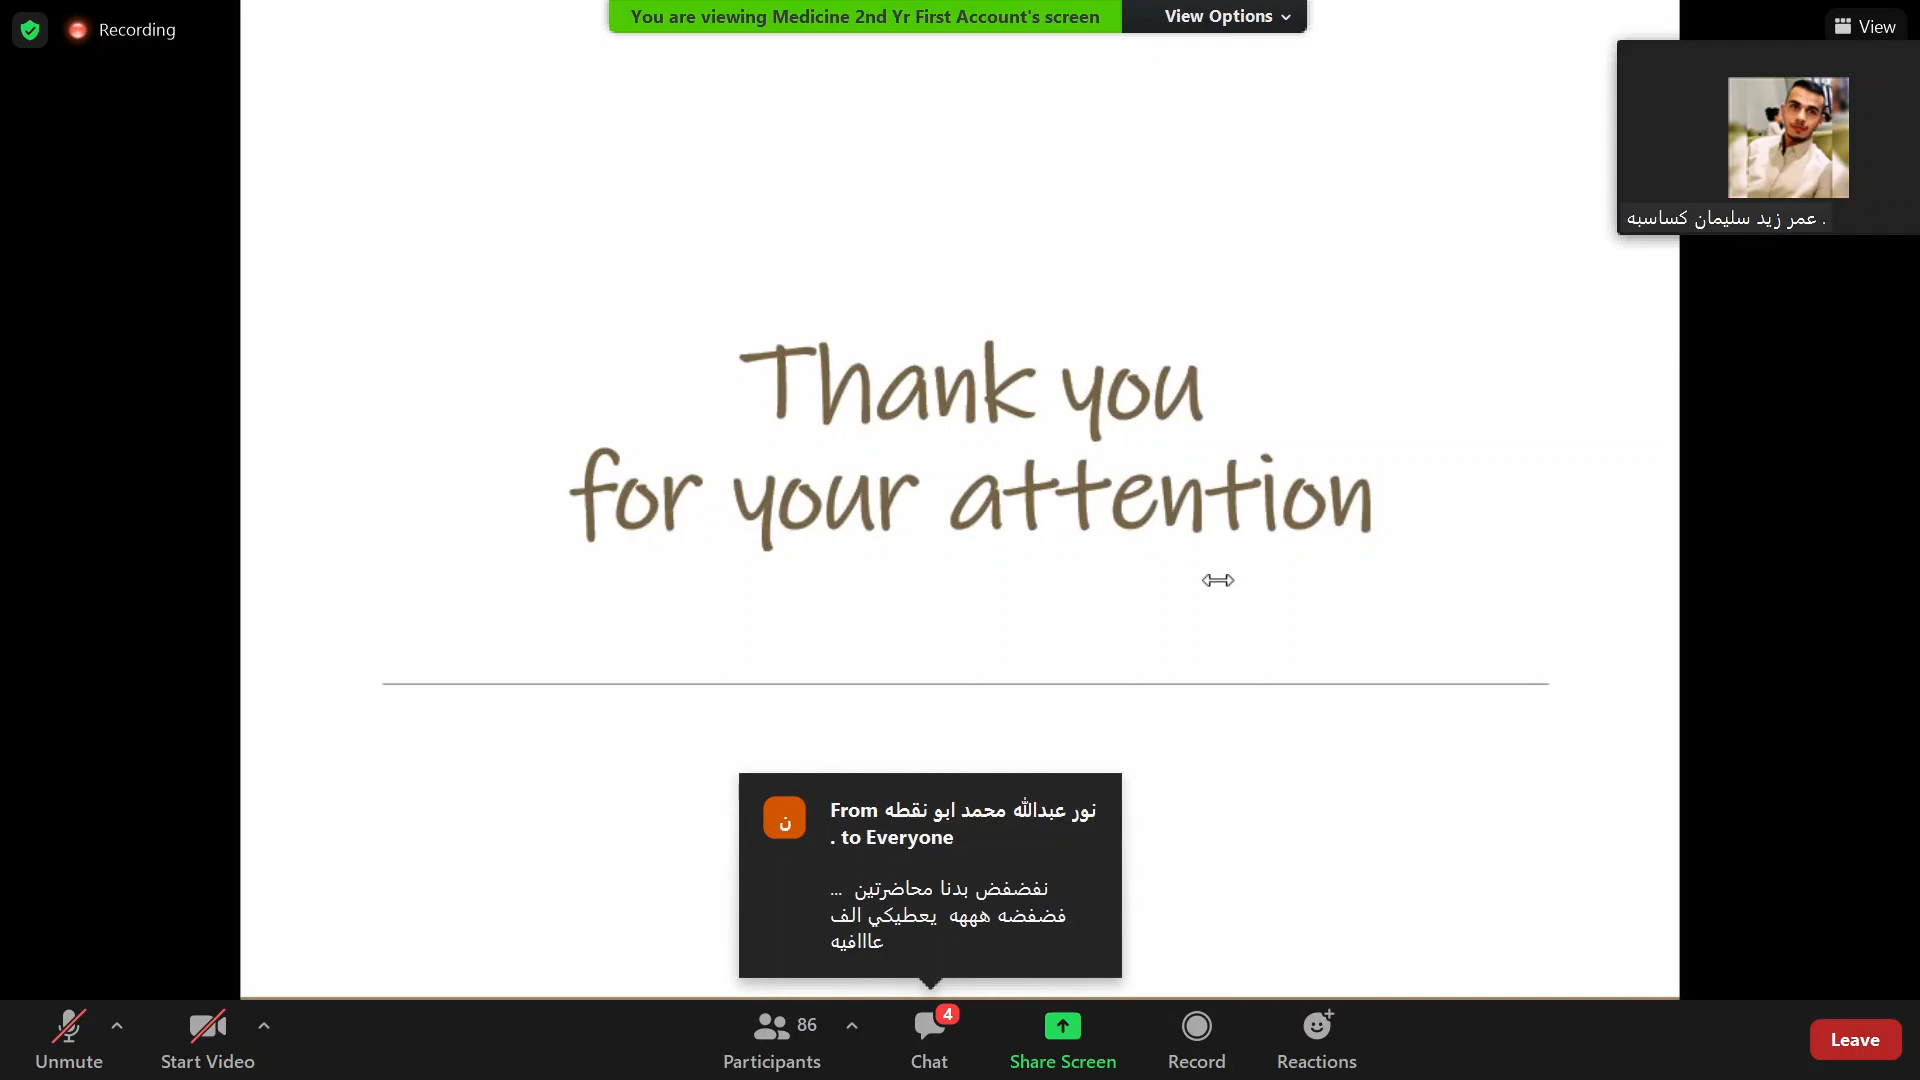 Recording
You are viewing Medicine 2nd Yr First Account's screen
View Options
View
عمر زيد سليمان كساسبه .
Thank you
for your attention
ن
From نور عبدالله محمد ابو نقطه
. to Everyone
نفضفض بدنا محاضرتين ...
فضفضه هههه يعطيكي الف
عااافيه
Unmute
Start Video
86
Participants
4
Chat
Share Screen
Record
Reactions
Leave